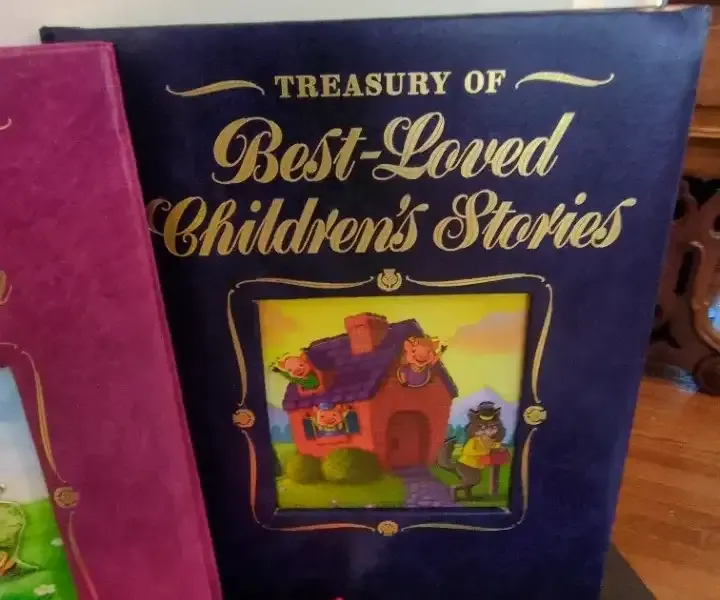 TREASURY OF
Best-Loved
Children's Stories